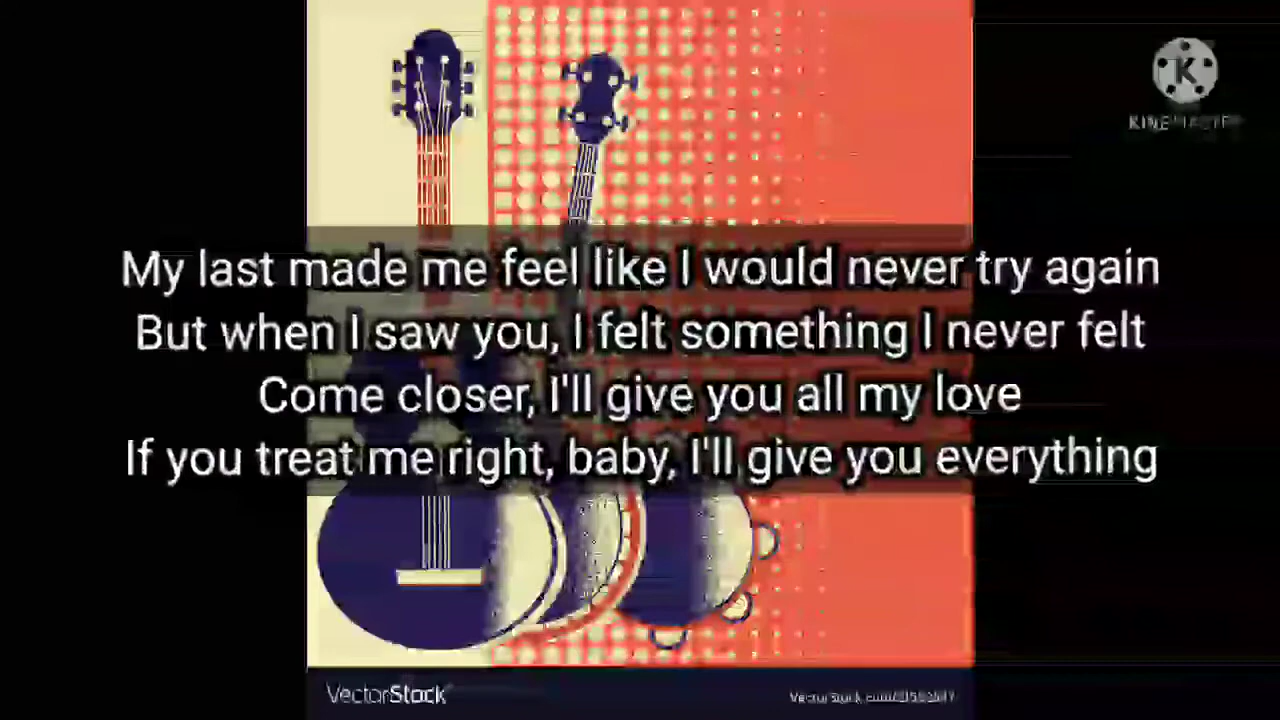 KINEMASTER
My last made me feel like I would never try again
But when I saw you, I felt something I never felt
Come closer, I'll give you all my love
If you treat me right, baby, I'll give you everything
VectorStock